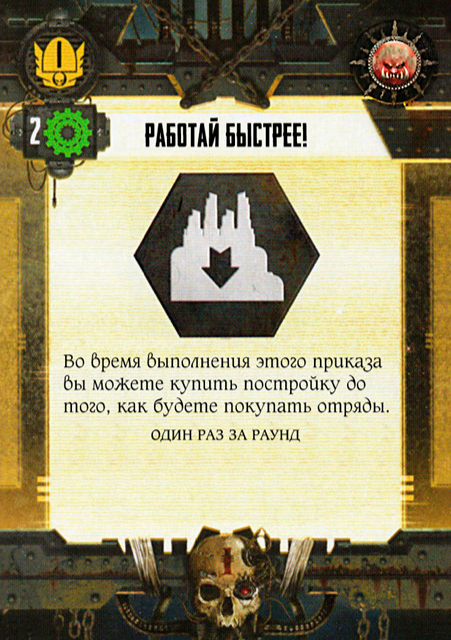 I
2
РАБОТАЙ БЫСТРЕЕ!
Во время выполнения этого приказа
вы можете купить постройку до
того, как будете покупать отряды.
ОДИН РАЗ ЗА РАУНД
I